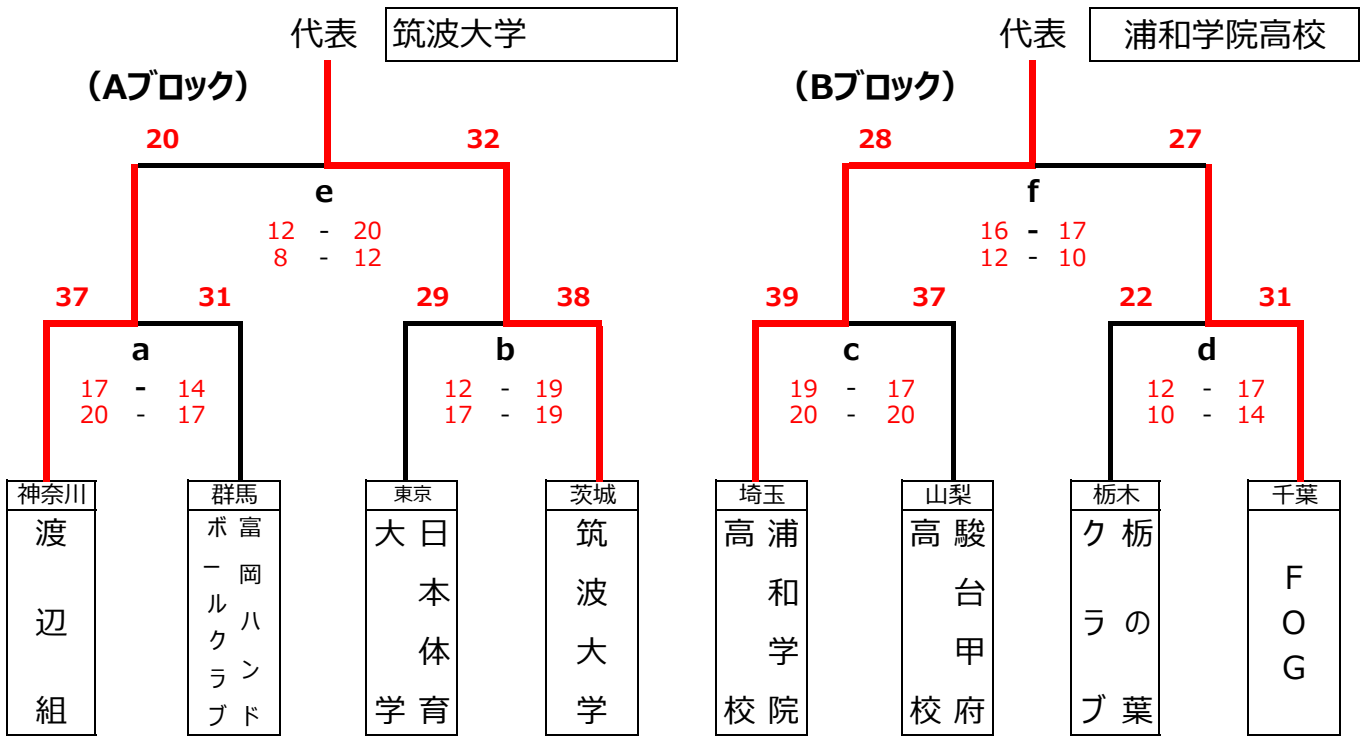 代表 筑波大学
代表 浦和学院高校
（Aブロック）
（Bブロック）
20 32
28 27
e
f
12 - 20
8 - 12
16 - 17
12 - 10
37 31
29 38
39 37
22 31
a
b
c
d
17 - 14
20 - 17
12 - 19
17 - 19
19 - 17
20 - 20
12 - 17
10 - 14
神奈川
渡辺組
群馬
富岡ハンド
ボールクラブ
東京
日本体育
大学
茨城
筑波大学
埼玉
浦和学院
高校
山梨
駿台甲府
高校
栃木
栃の葉
クラブ
千葉
FOG